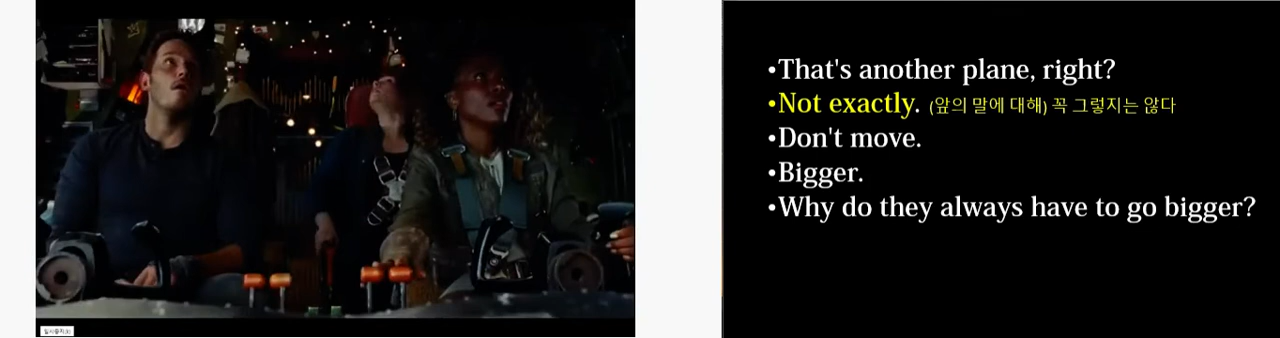 •That's another plane, right?
•Not exactly. (앞의 말에 대해) 꼭 그렇지는 않다
•Don't move.
•Bigger.
•Why do they always have to go bigger?